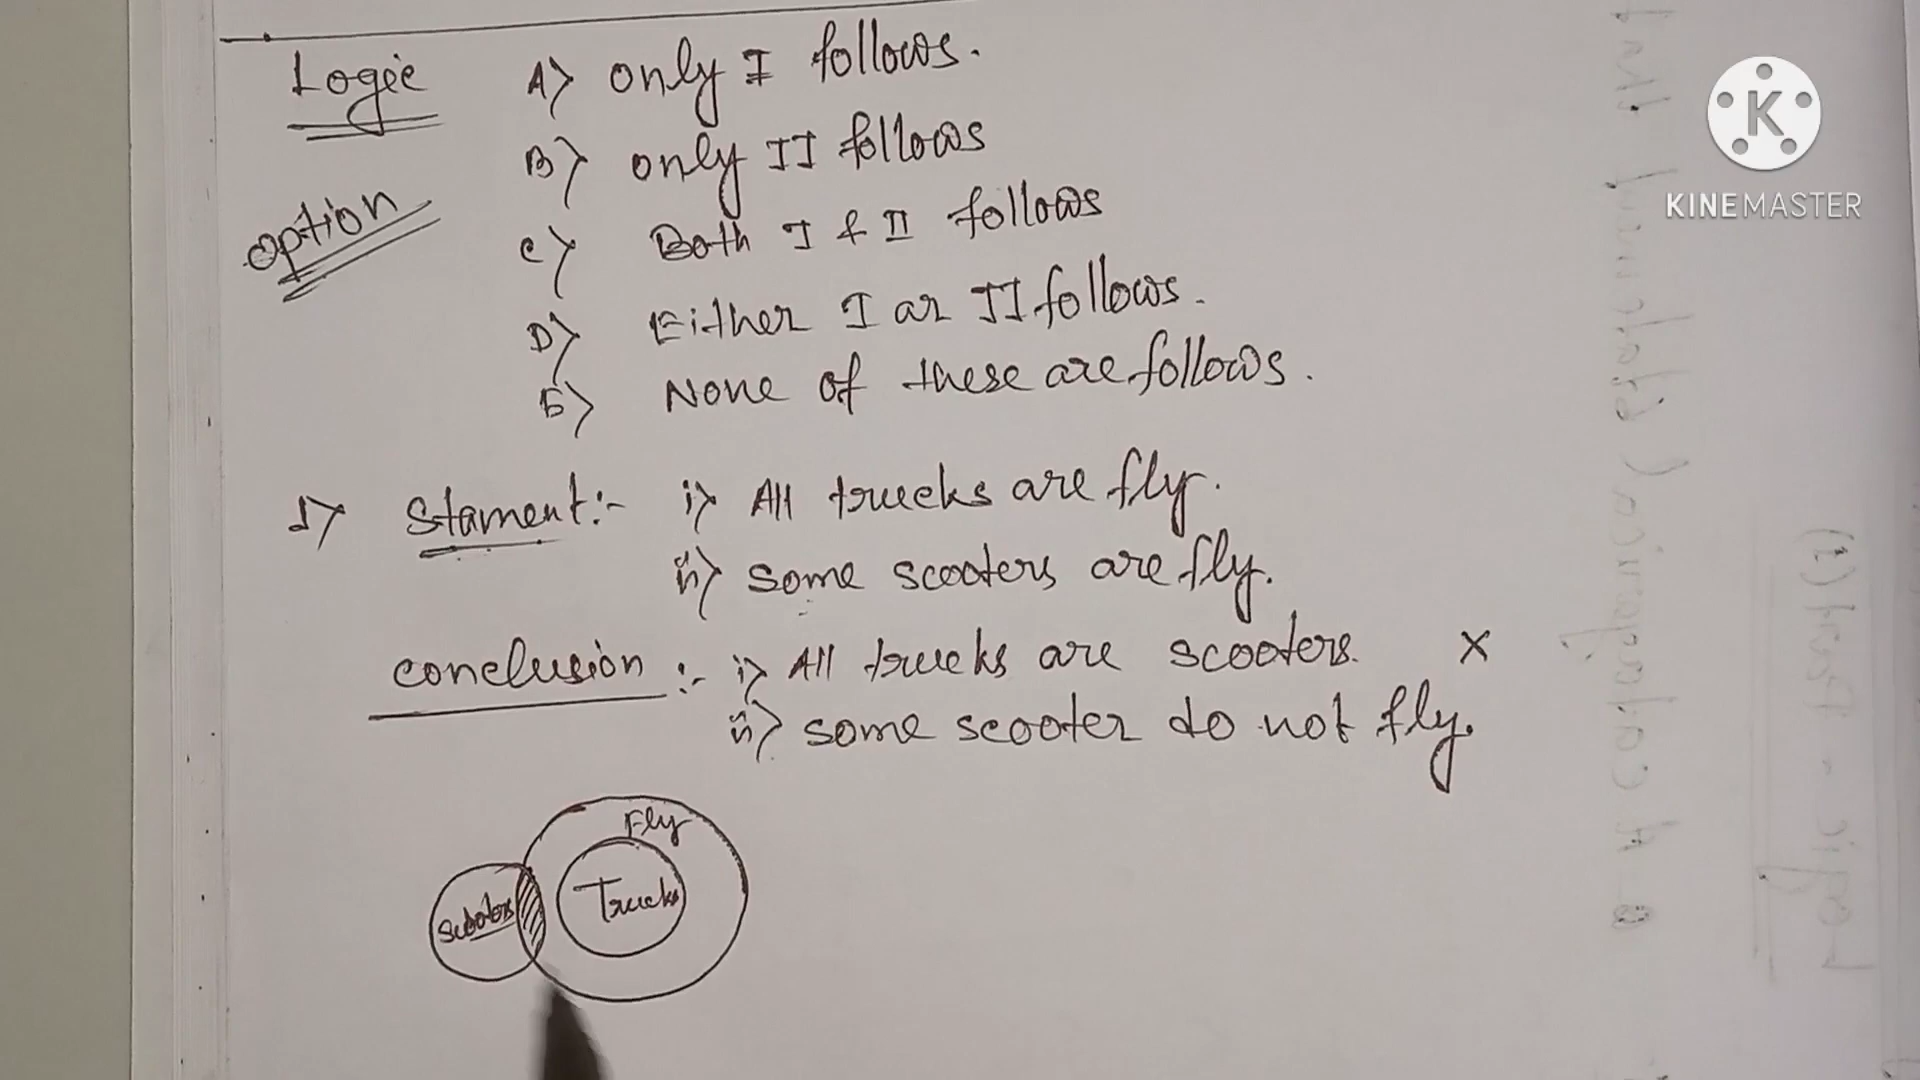 Logic
A) only I follows.
B) only II follows
option
C) Both I & II follows
D) Either I ar II follows.
E) None of these are follows.
1) Stament:- i) All trucks are fly.
ii) some scooters are fly.
conclusion :- i) All trucks are scooters. X
ii) some scooter do not fly.
Fly
Trucks
Scooters
K
KINEMASTER